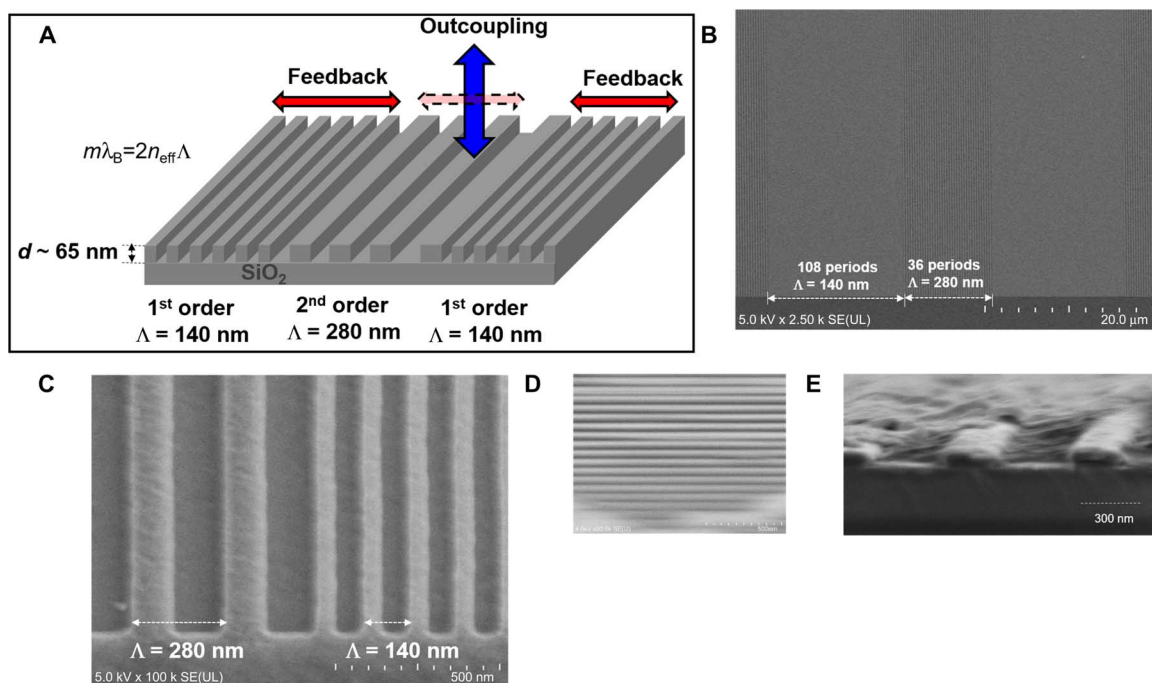 A
Outcoupling
Feedback
Feedback
mλ_B=2n_effΛ
d ~ 65 nm
SiO₂
1st order
Λ = 140 nm
2nd order
Λ = 280 nm
1st order
Λ = 140 nm
B
108 periods
Λ = 140 nm
36 periods
Λ = 280 nm
5.0 kV x 2.50 k SE(UL)
20.0 μm
C
Λ = 280 nm
Λ = 140 nm
5.0 kV x 100 k SE(UL)
500 nm
D
500nm
E
300 nm